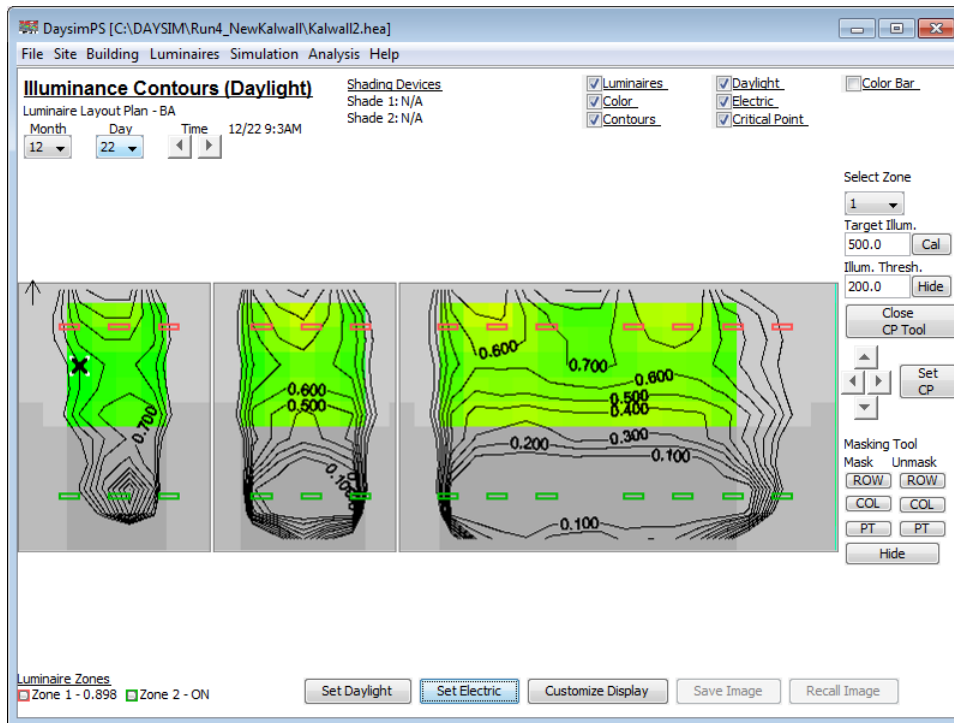 DaysimPS [C:\DAYSIM\Run4_NewKalwall\Kalwall2.hea]
File Site Building Luminaires Simulation Analysis Help
Illuminance Contours (Daylight)
Luminaire Layout Plan - BA
Month Day Time 12/22 9:3AM
12 22
Shading Devices
Shade 1: N/A
Shade 2: N/A
Luminaires Daylight Color Bar
Color Electric
Contours Critical Point
Select Zone
1
Target Illum.
500.0 Cal
Illum. Thresh.
200.0 Hide
Close
CP Tool
Set
CP
Masking Tool
Mask Unmask
ROW ROW
COL COL
PT PT
Hide
0.600
0.700
0.600
0.600
0.500
0.500
0.400
0.700
0.200
0.300
0.100
0.100
0.100
Luminaire Zones
Zone 1 - 0.898 Zone 2 - ON
Set Daylight Set Electric Customize Display Save Image Recall Image